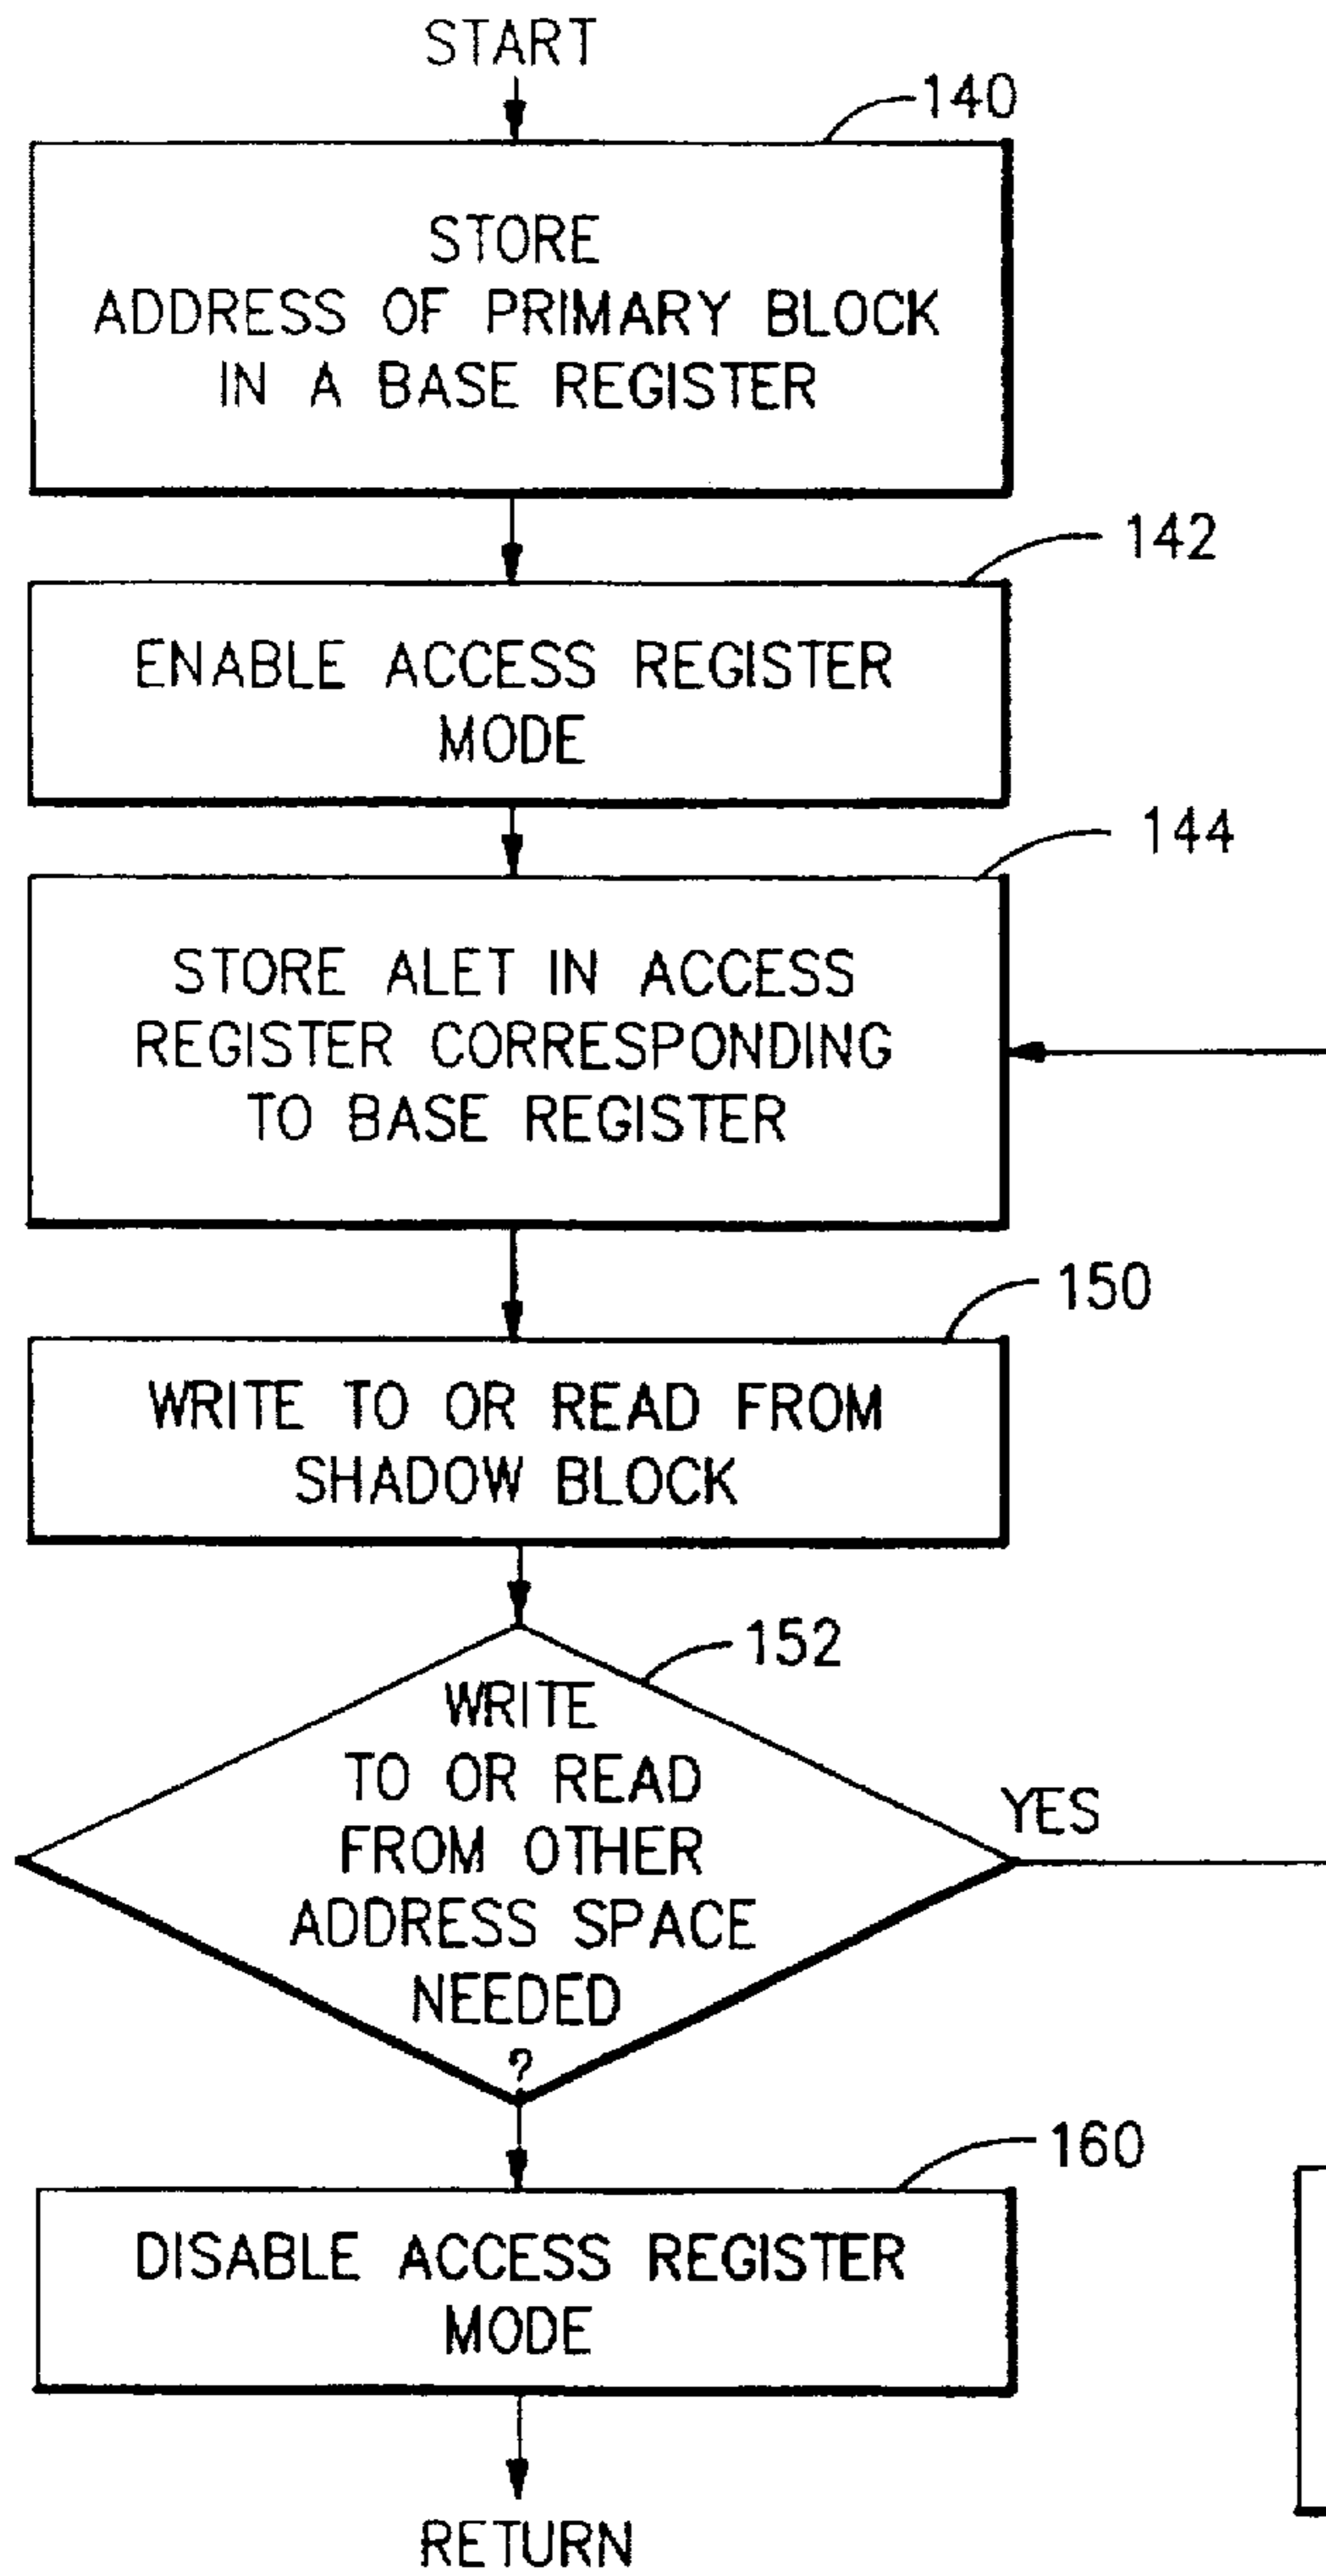 START
140
STORE
ADDRESS OF PRIMARY BLOCK
IN A BASE REGISTER
142
ENABLE ACCESS REGISTER
MODE
144
STORE ALET IN ACCESS
REGISTER CORRESPONDING
TO BASE REGISTER
150
WRITE TO OR READ FROM
SHADOW BLOCK
152
WRITE
TO OR READ
FROM OTHER
ADDRESS SPACE
NEEDED
?
YES
160
DISABLE ACCESS REGISTER
MODE
RETURN